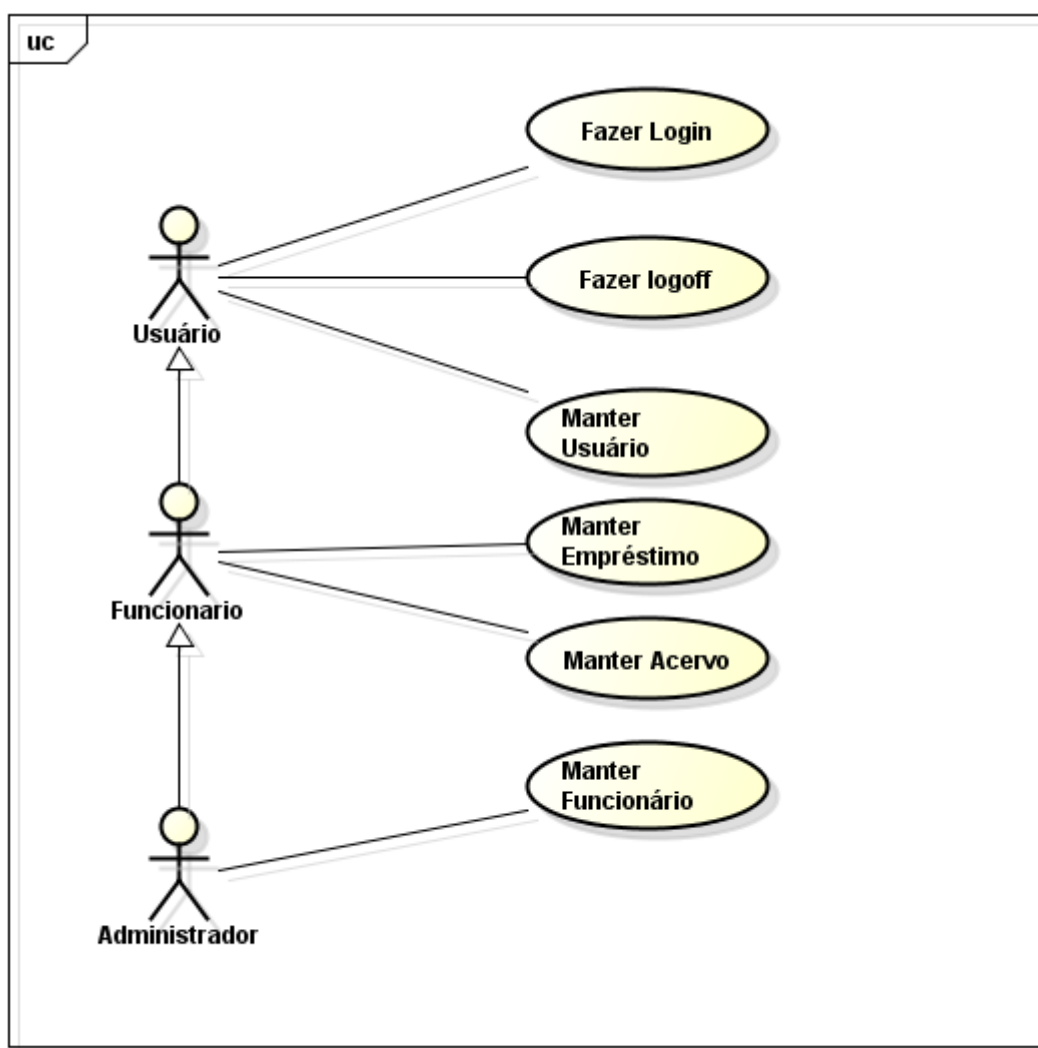 uc
Fazer Login
Fazer logoff
Usuário
Manter
Usuário
Manter
Empréstimo
Funcionario
Manter Acervo
Manter
Funcionário
Administrador